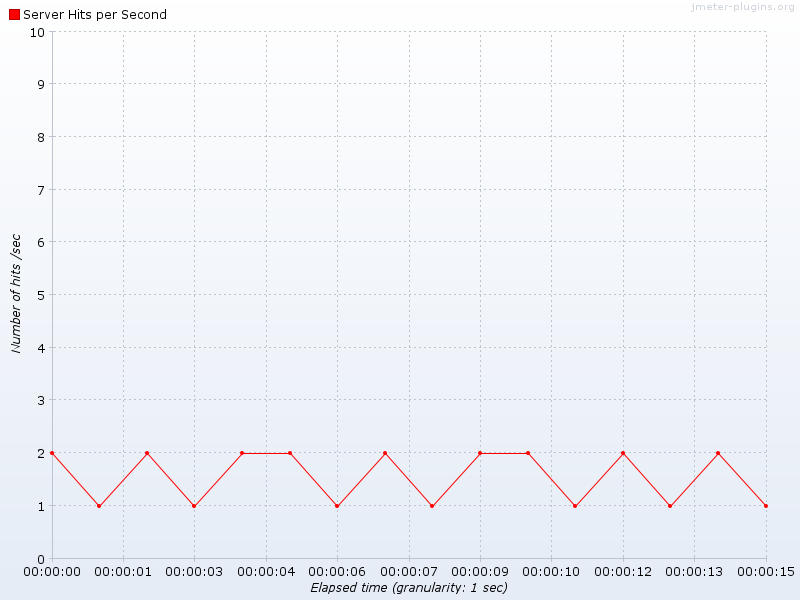 jmeter-plugins.org
Server Hits per Second
10
9
8
7
6
5
4
3
2
1
0
Number of hits /sec
00:00:00 00:00:01 00:00:03 00:00:04 00:00:06 00:00:07 00:00:09 00:00:10 00:00:12 00:00:13 00:00:15
Elapsed time (granularity: 1 sec)